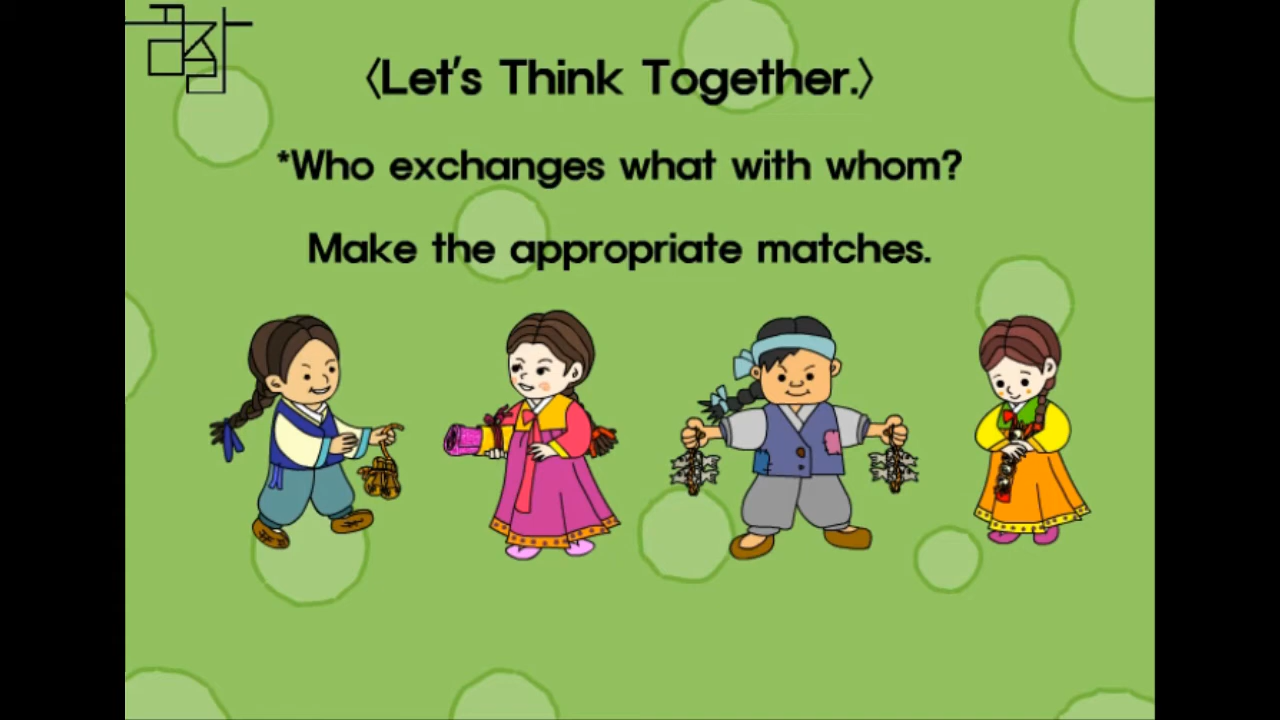 〈Let's Think Together.〉
*Who exchanges what with whom?
Make the appropriate matches.